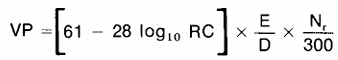 VP = [61 - 28 log₁₀ RC] × E/D × Nᵣ/300